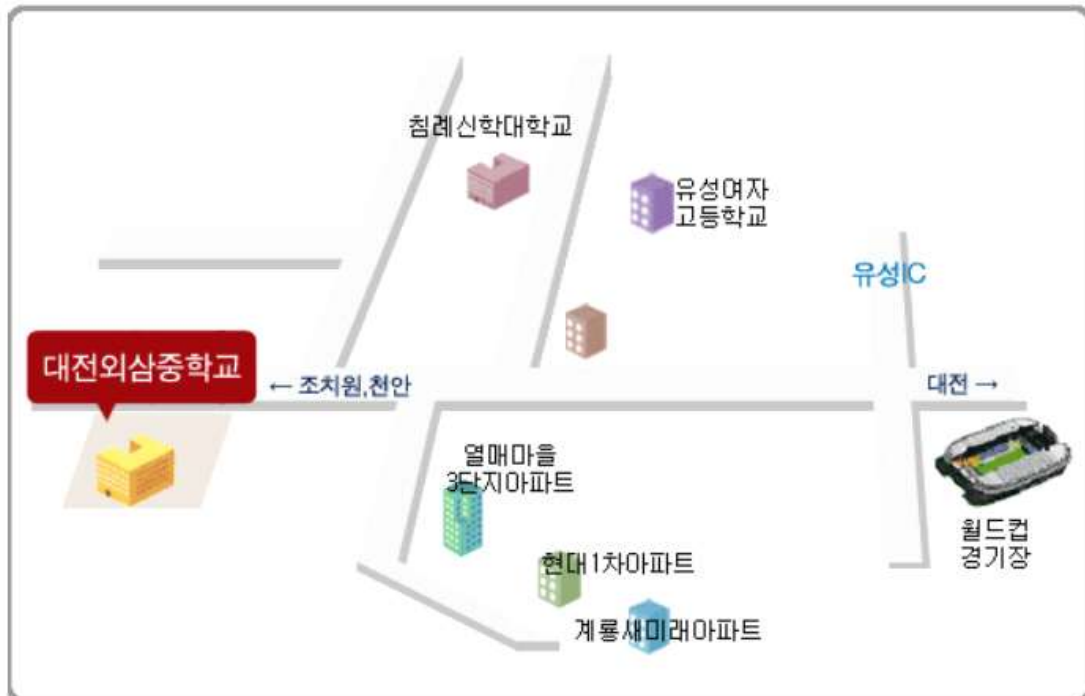 침례신학대학교
유성여자
고등학교
유성IC
대전외삼중학교
← 조치원,천안
대전 →
열매마을
3단지아파트
월드컵
경기장
현대1차아파트
계룡새미래아파트